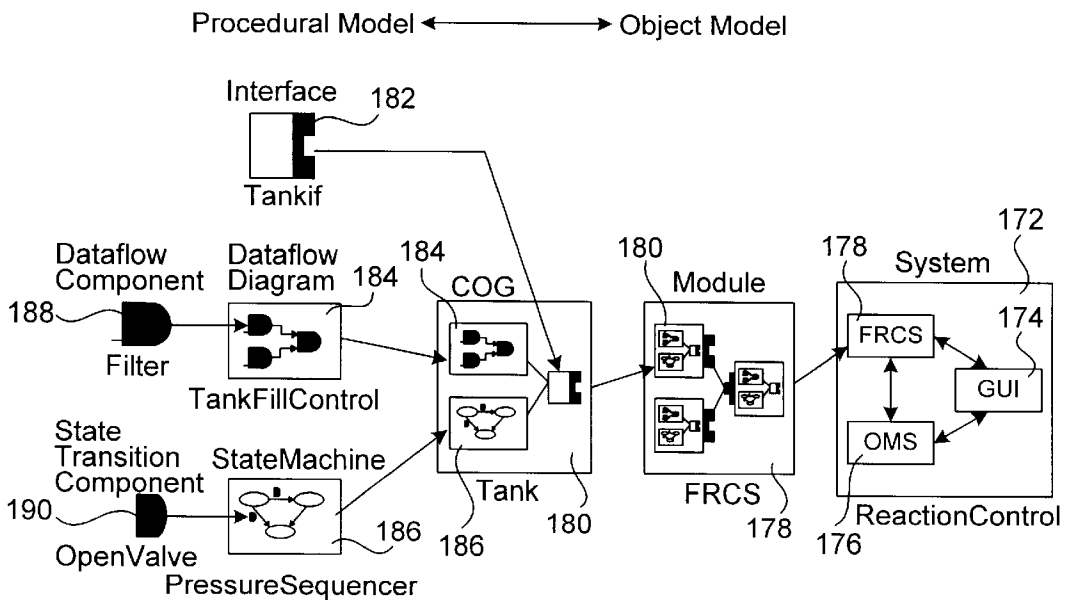 Procedural Model
Object Model
Interface
182
Tankif
Dataflow
Component
188
Filter
Dataflow
Diagram
184
TankFillControl
State
Transition
Component
190
OpenValve
StateMachine
186
PressureSequencer
COG
184
186
Tank
180
Module
180
FRCS
178
System
172
178
FRCS
174
GUI
OMS
176
ReactionControl